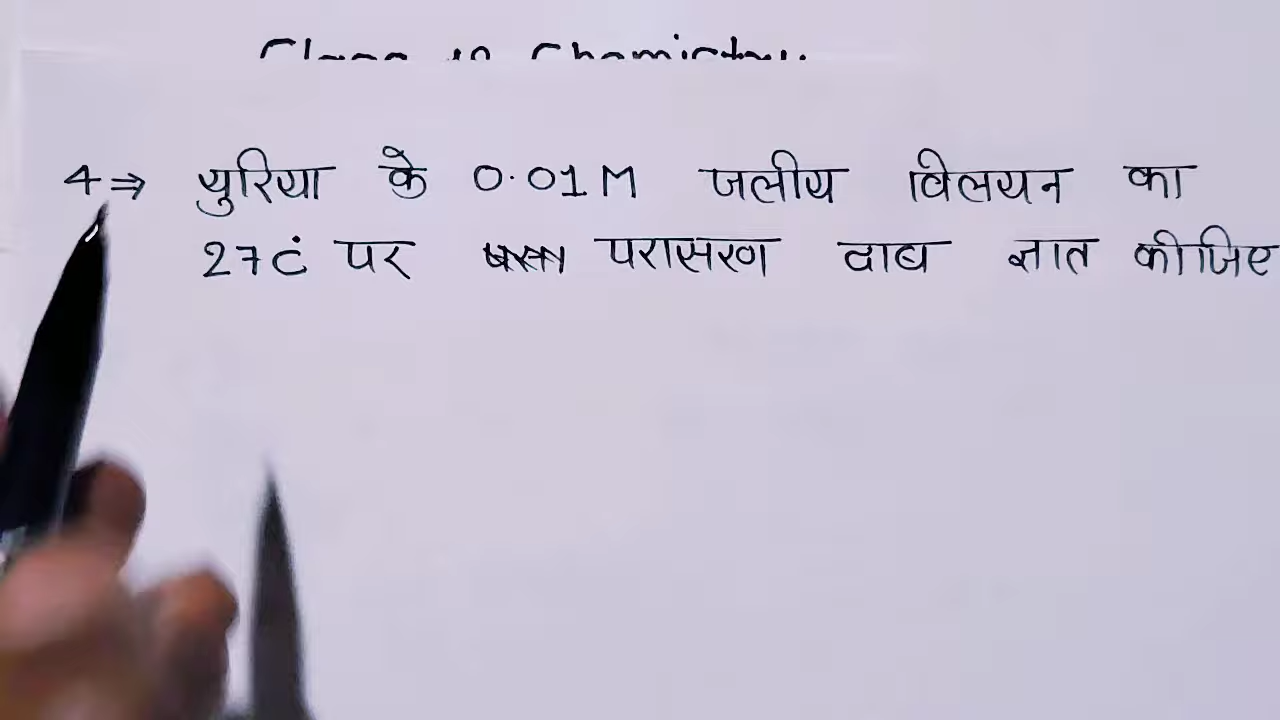 4⇒ युरिया के 0.01M जलीय विलयन का
27C॑ पर परासरण दाब ज्ञात कीजिए